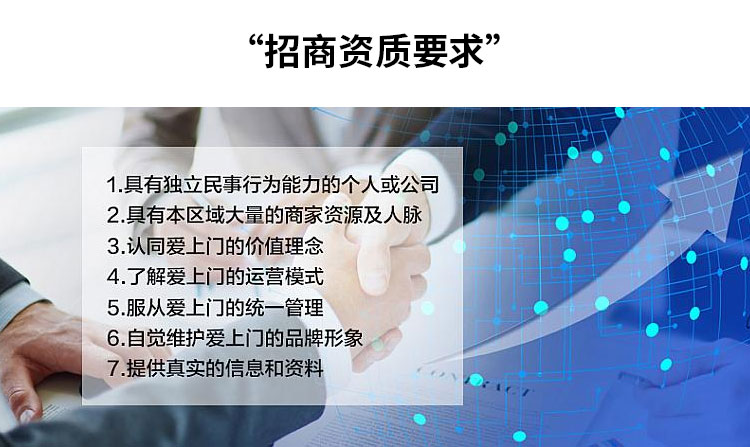 “招商资质要求”
1.具有独立民事行为能力的个人或公司
2.具有本区域大量的商家资源及人脉
3.认同爱上门的价值理念
4.了解爱上门的运营模式
5.服从爱上门的统一管理
6.自觉维护爱上门的品牌形象
7.提供真实的信息和资料
CONTRACT